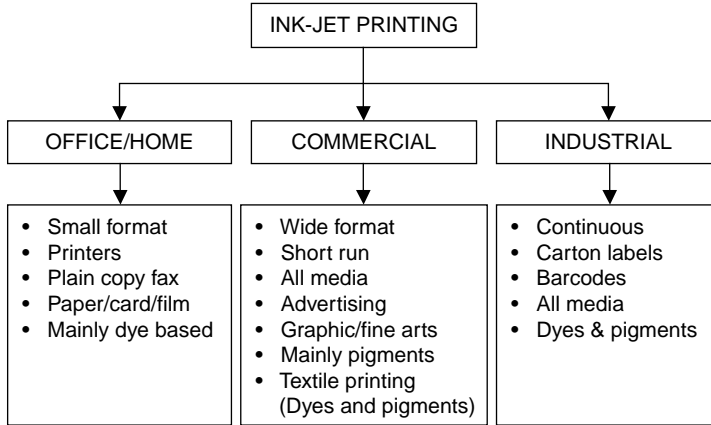 INK-JET PRINTING
OFFICE/HOME
• Small format
• Printers
• Plain copy fax
• Paper/card/film
• Mainly dye based
COMMERCIAL
• Wide format
• Short run
• All media
• Advertising
• Graphic/fine arts
• Mainly pigments
• Textile printing
(Dyes and pigments)
INDUSTRIAL
• Continuous
• Carton labels
• Barcodes
• All media
• Dyes & pigments